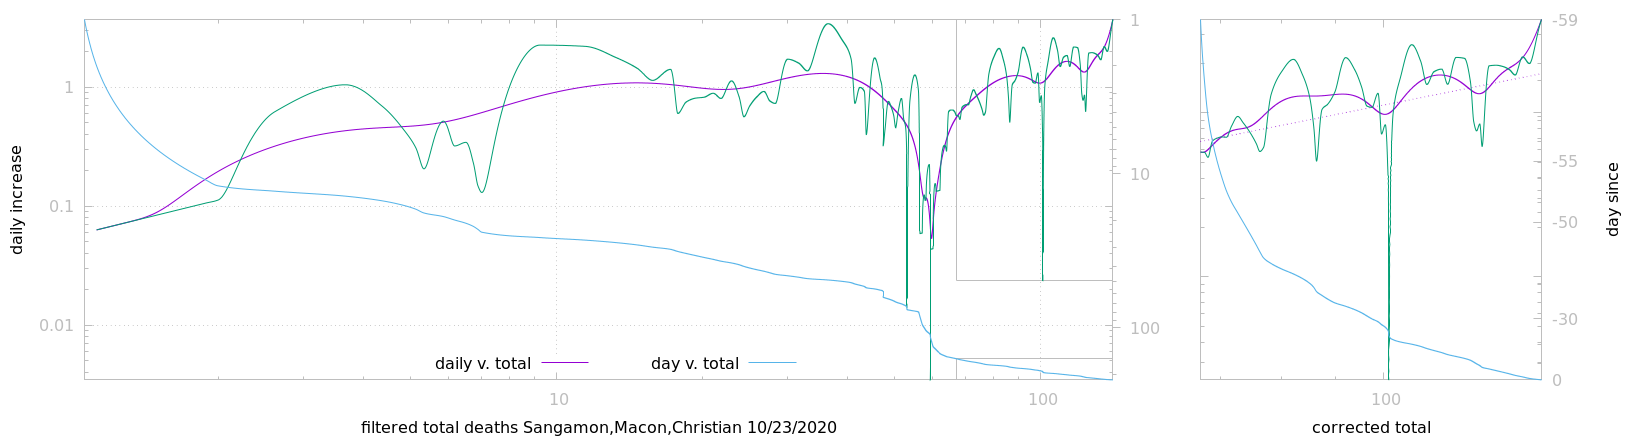 daily increase
1
0.1
0.01
1
10
100
daily v. total
day v. total
10
100
filtered total deaths Sangamon,Macon,Christian 10/23/2020
-59
-55
-50
-30
0
day since
100
corrected total